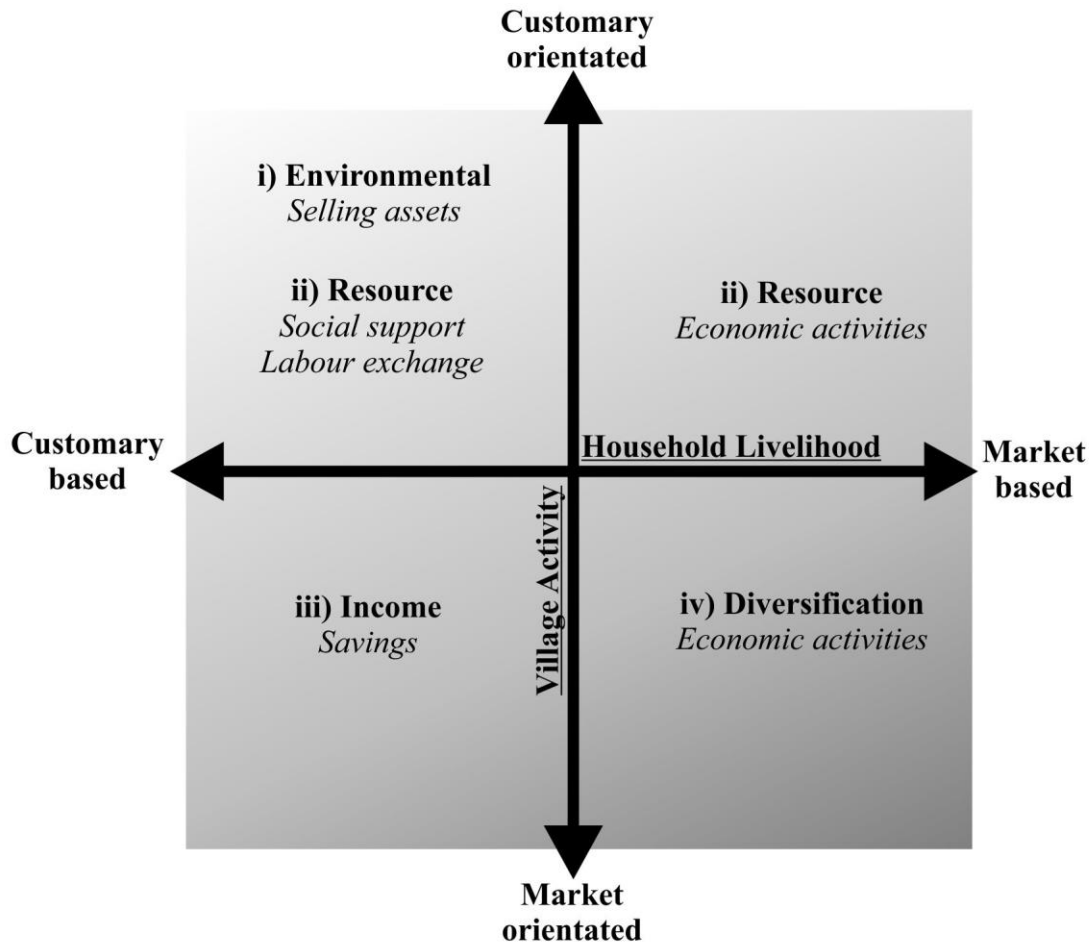 Customary
orientated
i) Environmental
Selling assets
ii) Resource
Social support
Labour exchange
ii) Resource
Economic activities
Customary
based
Household Livelihood
Market
based
Village Activity
iii) Income
Savings
iv) Diversification
Economic activities
Market
orientated